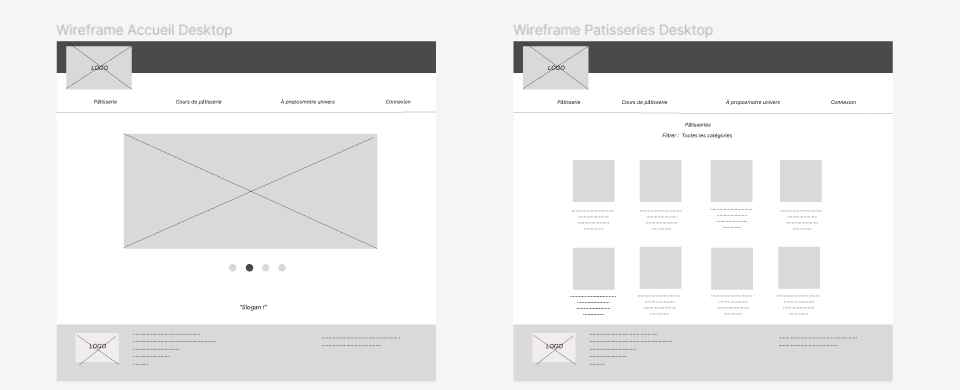 Wireframe Accueil Desktop
LOGO
Pâtisserie Cours de pâtisserie À propos/notre univers Connexion
"Slogan !"
LOGO
Wireframe Patisseries Desktop
LOGO
Pâtisserie Cours de pâtisserie À propos/notre univers Connexion
Pâtisseries
Filtrer : Toutes les catégories
LOGO